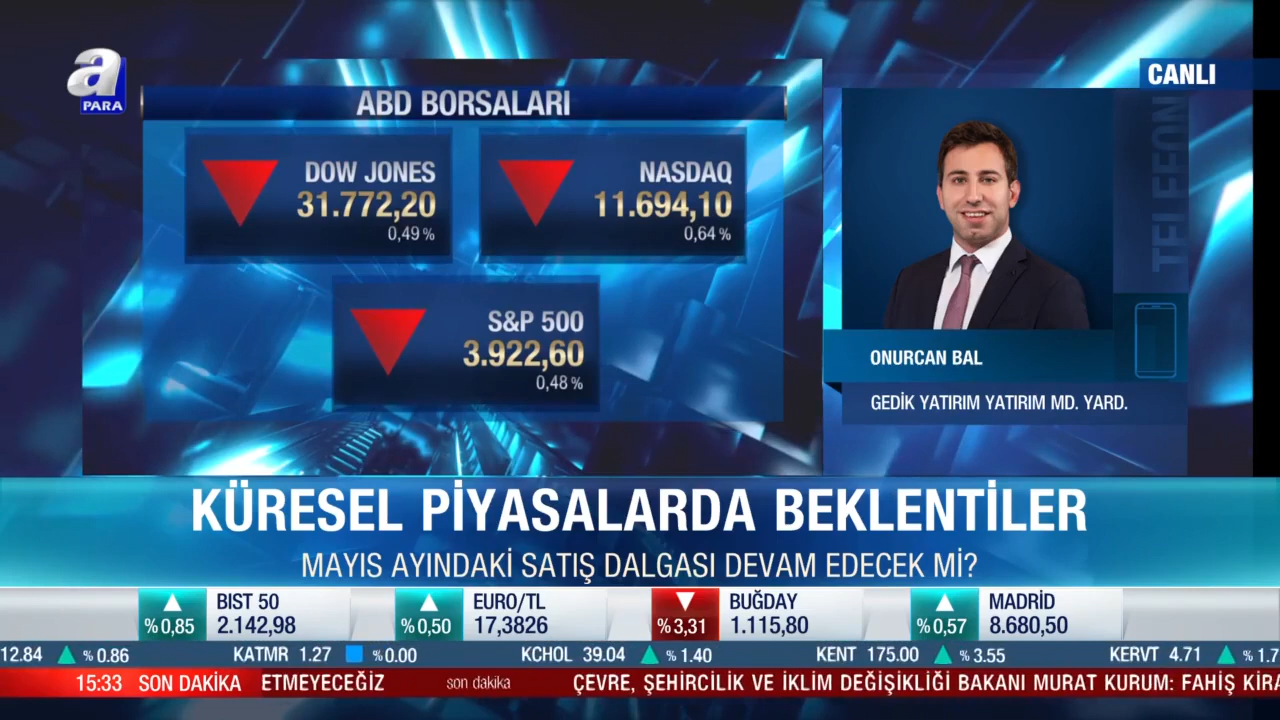 a
PARA
CANLI
ABD BORSALARI
DOW JONES
31.772,20
0,49 %
NASDAQ
11.694,10
0,64 %
S&P 500
3.922,60
0,48 %
TELEFON
ONURCAN BAL
GEDİK YATIRIM YATIRIM MD. YARD.
KÜRESEL PİYASALARDA BEKLENTİLER
MAYIS AYINDAKİ SATIŞ DALGASI DEVAM EDECEK Mİ?
% 0,85 BIST 50 2.142,98
% 0,50 EURO/TL 17,3826
% 3,31 BUĞDAY 1.115,80
% 0,57 MADRİD 8.680,50
12.84 % 0.86 KATMR 1.27 %0.00 KCHOL 39.04 % 1.40 KENT 175.00 % 3.55 KERVT 4.71 % 1.7
15:33 SON DAKİKA ETMEYECEĞİZ son dakika ÇEVRE, ŞEHİRCİLİK VE İKLİM DEĞİŞİKLİĞİ BAKANI MURAT KURUM: FAHİŞ KİRA